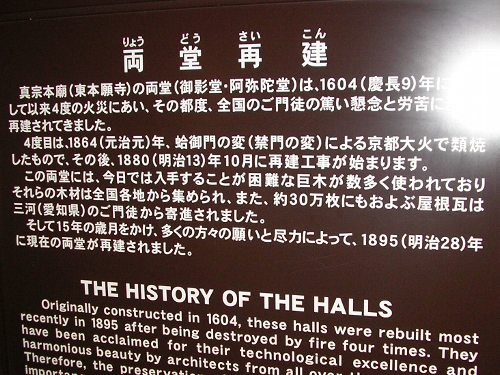 りょう どう さい こん
両堂再建
真宗本廟(東本願寺)の両堂(御影堂・阿弥陀堂)は、1604(慶長9)年に
して以来4度の火災にあい、その都度、全国のご門徒の篤い懇念と労苦に
再建されてきました。
4度目は、1864(元治元)年、蛤御門の変(禁門の変)による京都大火で類焼
したもので、その後、1880(明治13)年10月に再建工事が始まります。
この両堂には、今日では入手することが困難な巨木が数多く使われており
それらの木材は全国各地から集められ、また、約30万枚にもおよぶ屋根瓦は
三河(愛知県)のご門徒から寄進されました。
そして15年の歳月をかけ、多くの方々の願いと尽力によって、1895(明治28)年
に現在の両堂が再建されました。
THE HISTORY OF THE HALLS
Originally constructed in 1604, these halls were rebuilt most
recently in 1895 after being destroyed by fire four times. They
have been acclaimed for their technological excellence and
harmonious beauty by architects from all over
Therefore, the preservation